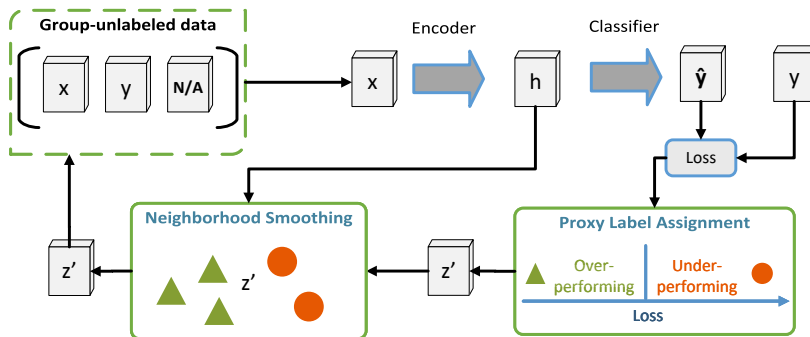 Group-unlabeled data
x
y
N/A
x
Encoder
h
Classifier
ŷ
y
Loss
Neighborhood Smoothing
z'
z'
z'
Proxy Label Assignment
Over-
performing
Under-
performing
Loss